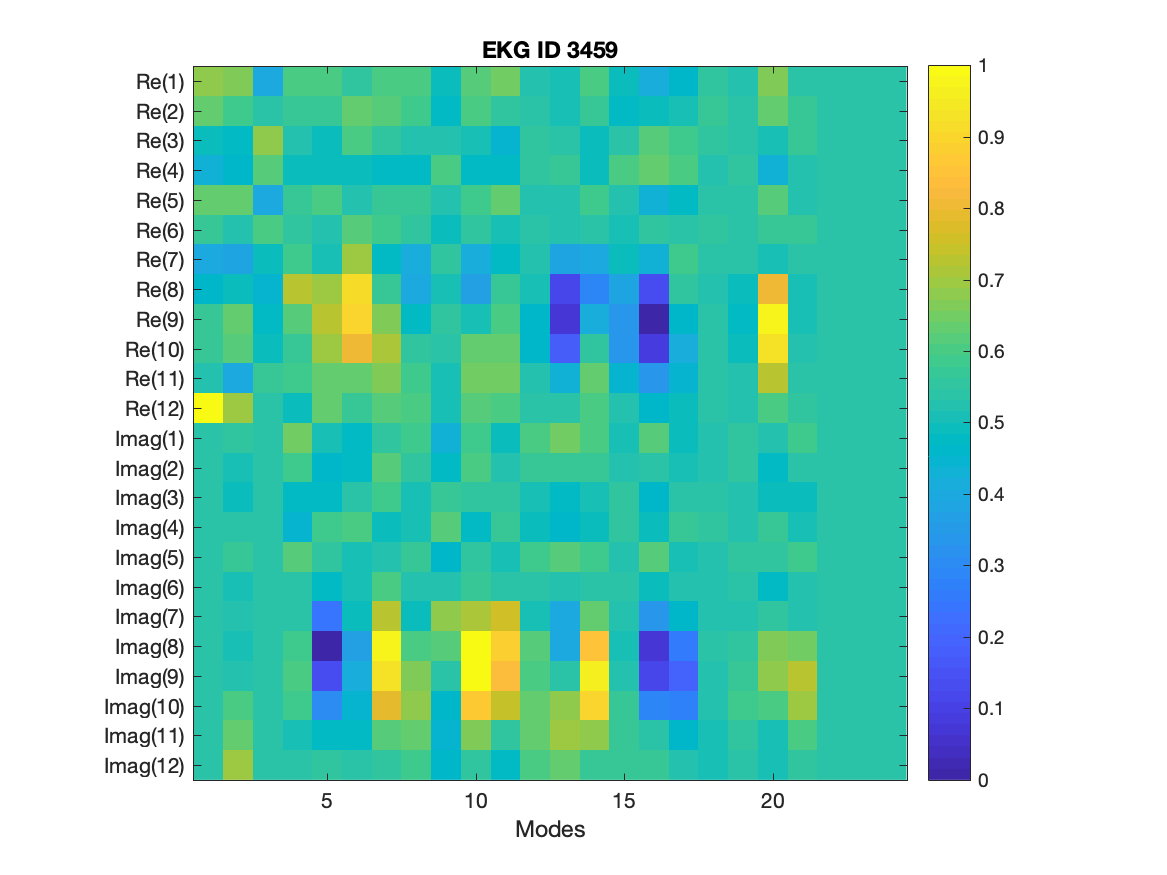 EKG ID 3459
Re(1)
Re(2)
Re(3)
Re(4)
Re(5)
Re(6)
Re(7)
Re(8)
Re(9)
Re(10)
Re(11)
Re(12)
Imag(1)
Imag(2)
Imag(3)
Imag(4)
Imag(5)
Imag(6)
Imag(7)
Imag(8)
Imag(9)
Imag(10)
Imag(11)
Imag(12)
5 10 15 20
Modes
1
0.9
0.8
0.7
0.6
0.5
0.4
0.3
0.2
0.1
0